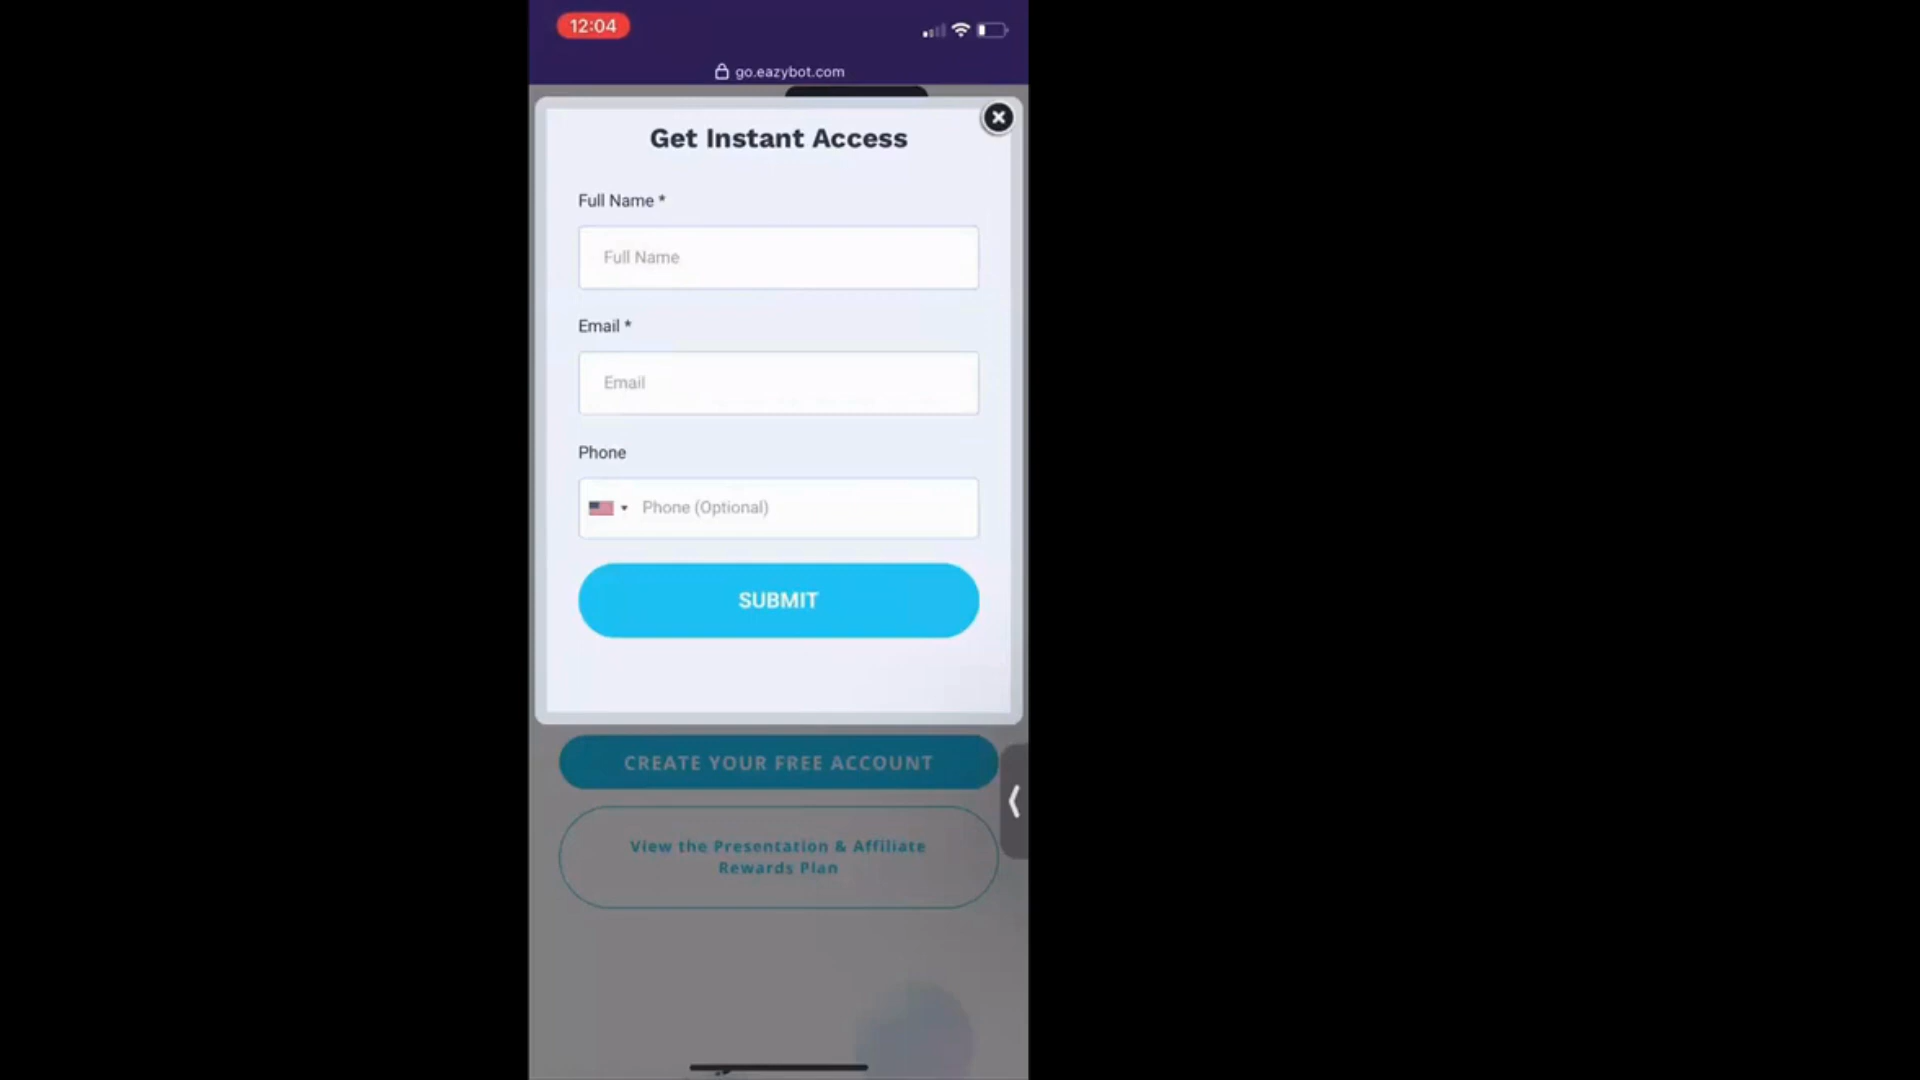 12:04
go.eazybot.com
Get Instant Access
Full Name *
Full Name
Email *
Email
Phone
Phone (Optional)
SUBMIT
CREATE YOUR FREE ACCOUNT
View the Presentation & Affiliate
Rewards Plan